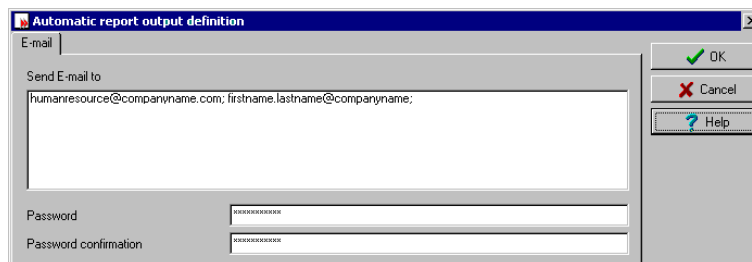 Automatic report output definition
E-mail
OK
Send E-mail to
Cancel
humanresource@companyname.com; firstname.lastname@companyname;
Help
Password
***********
Password confirmation
***********